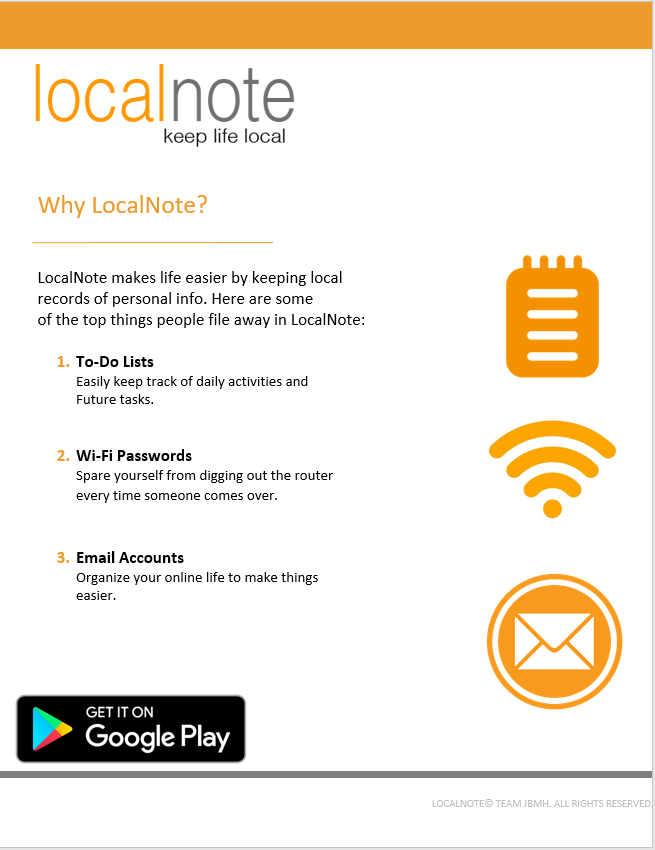 localnote
keep life local
Why LocalNote?
LocalNote makes life easier by keeping local
records of personal info. Here are some
of the top things people file away in LocalNote:
1. To-Do Lists
Easily keep track of daily activities and
Future tasks.
2. Wi-Fi Passwords
Spare yourself from digging out the router
every time someone comes over.
3. Email Accounts
Organize your online life to make things
easier.
GET IT ON
Google Play
LOCALNOTE© TEAM JBMH. ALL RIGHTS RESERVED